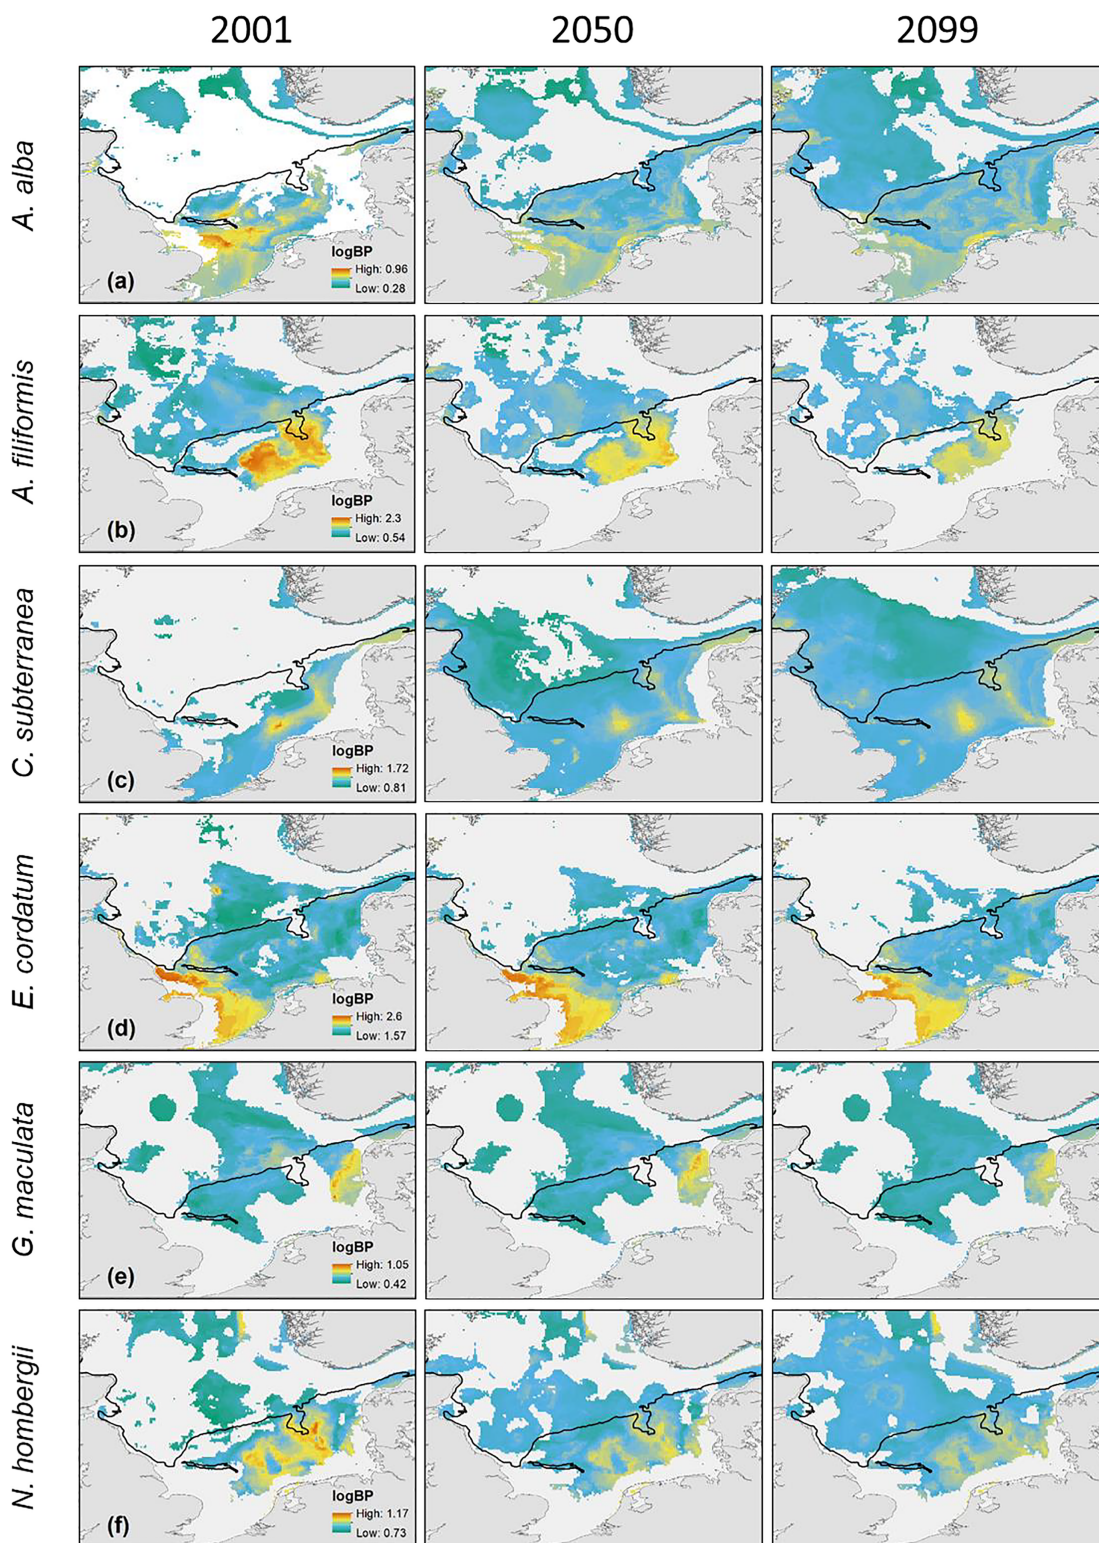 2001 2050 2099
A. alba
logBP
High: 0.96
Low: 0.28
(a)
A. filiformis
logBP
High: 2.3
Low: 0.54
(b)
C. subterranea
logBP
High: 1.72
Low: 0.81
(c)
E. cordatum
logBP
High: 2.6
Low: 1.57
(d)
G. maculata
logBP
High: 1.05
Low: 0.42
(e)
N. hombergii
logBP
High: 1.17
Low: 0.73
(f)